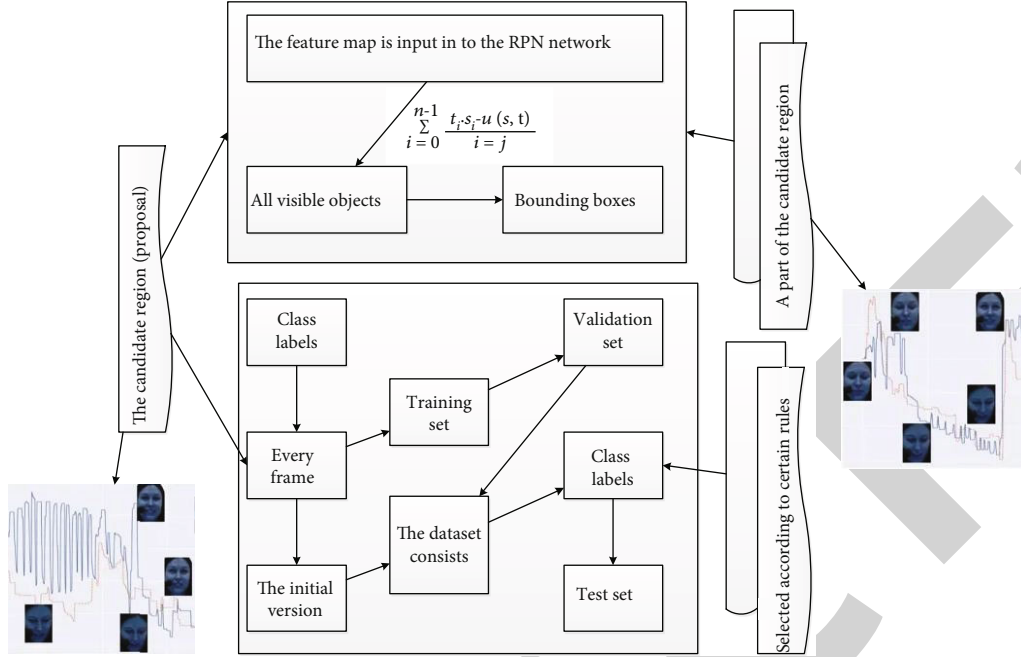 The feature map is input in to the RPN network
n-1
∑ t_i·s_i-u (s, t)
i = 0 i = j
All visible objects
Bounding boxes
The candidate region (proposal)
A part of the candidate region
Class
labels
Validation
set
Training
set
Every
frame
Class
labels
The dataset
consists
The initial
version
Test set
Selected according to certain rules